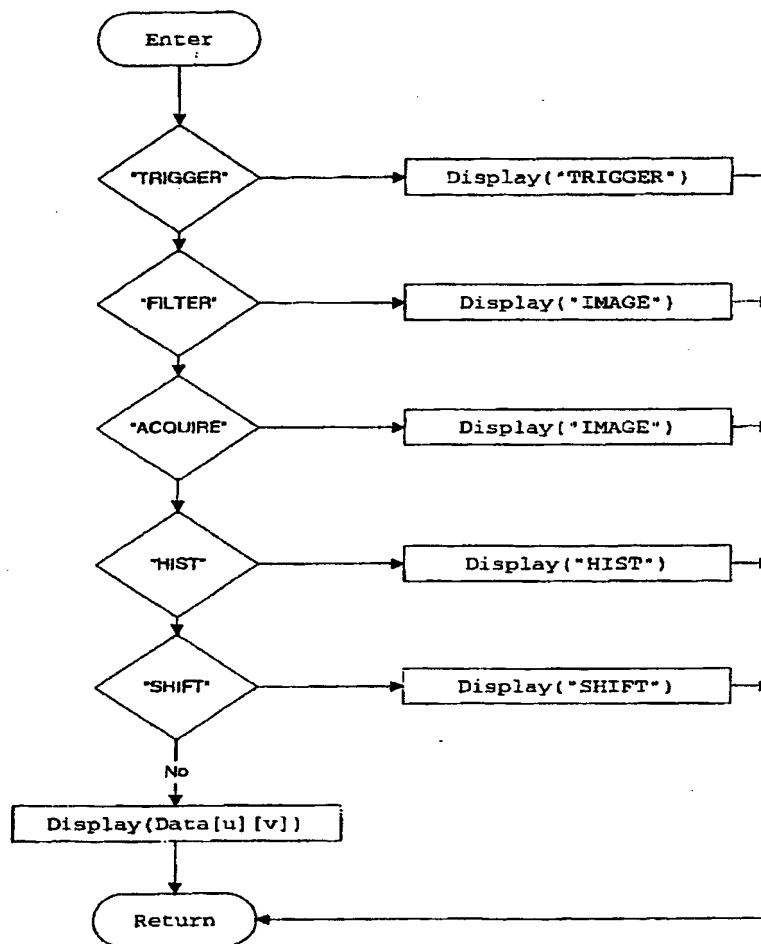 Enter
"TRIGGER"
Display("TRIGGER")
"FILTER"
Display("IMAGE")
"ACQUIRE"
Display("IMAGE")
"HIST"
Display("HIST")
"SHIFT"
Display("SHIFT")
No
Display(Data[u][v])
Return